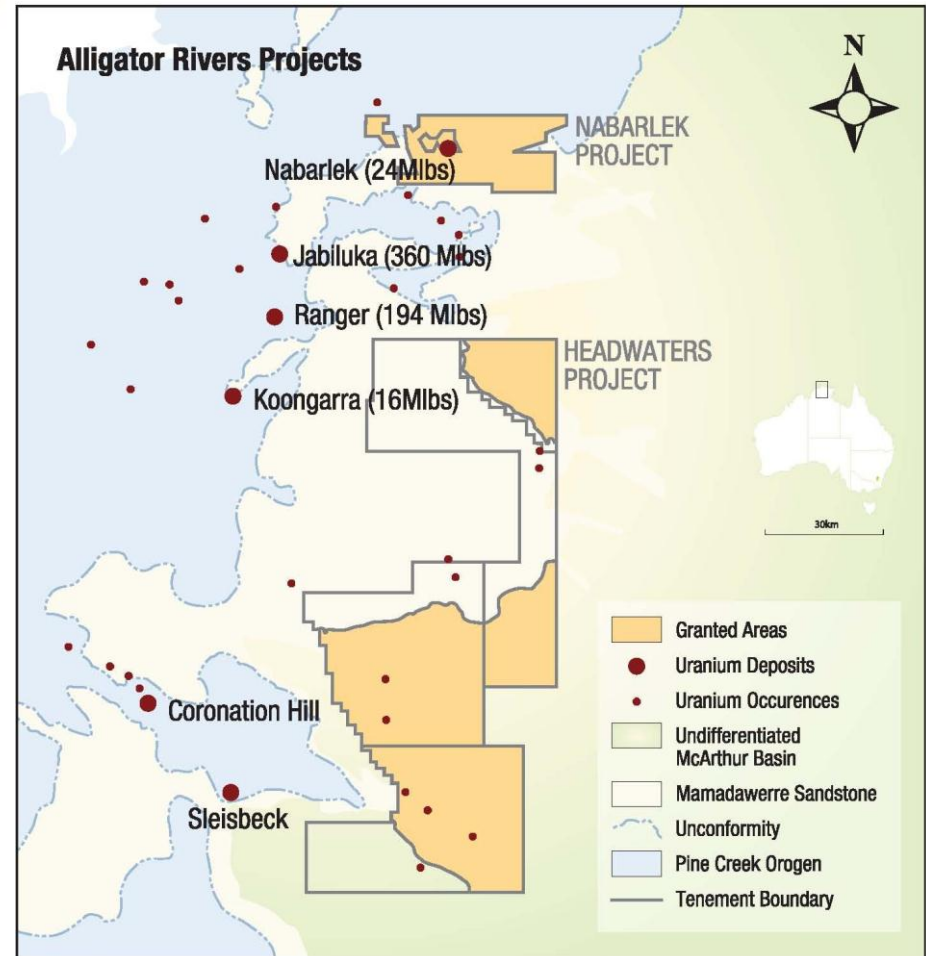 Alligator Rivers Projects
N
NABARLEK
PROJECT
Nabarlek (24Mlbs)
Jabiluka (360 Mlbs)
Ranger (194 Mlbs)
HEADWATERS
PROJECT
Koongarra (16Mlbs)
30km
Coronation Hill
Sleisbeck
Granted Areas
Uranium Deposits
Uranium Occurences
Undifferentiated
McArthur Basin
Mamadawerre Sandstone
Unconformity
Pine Creek Orogen
Tenement Boundary